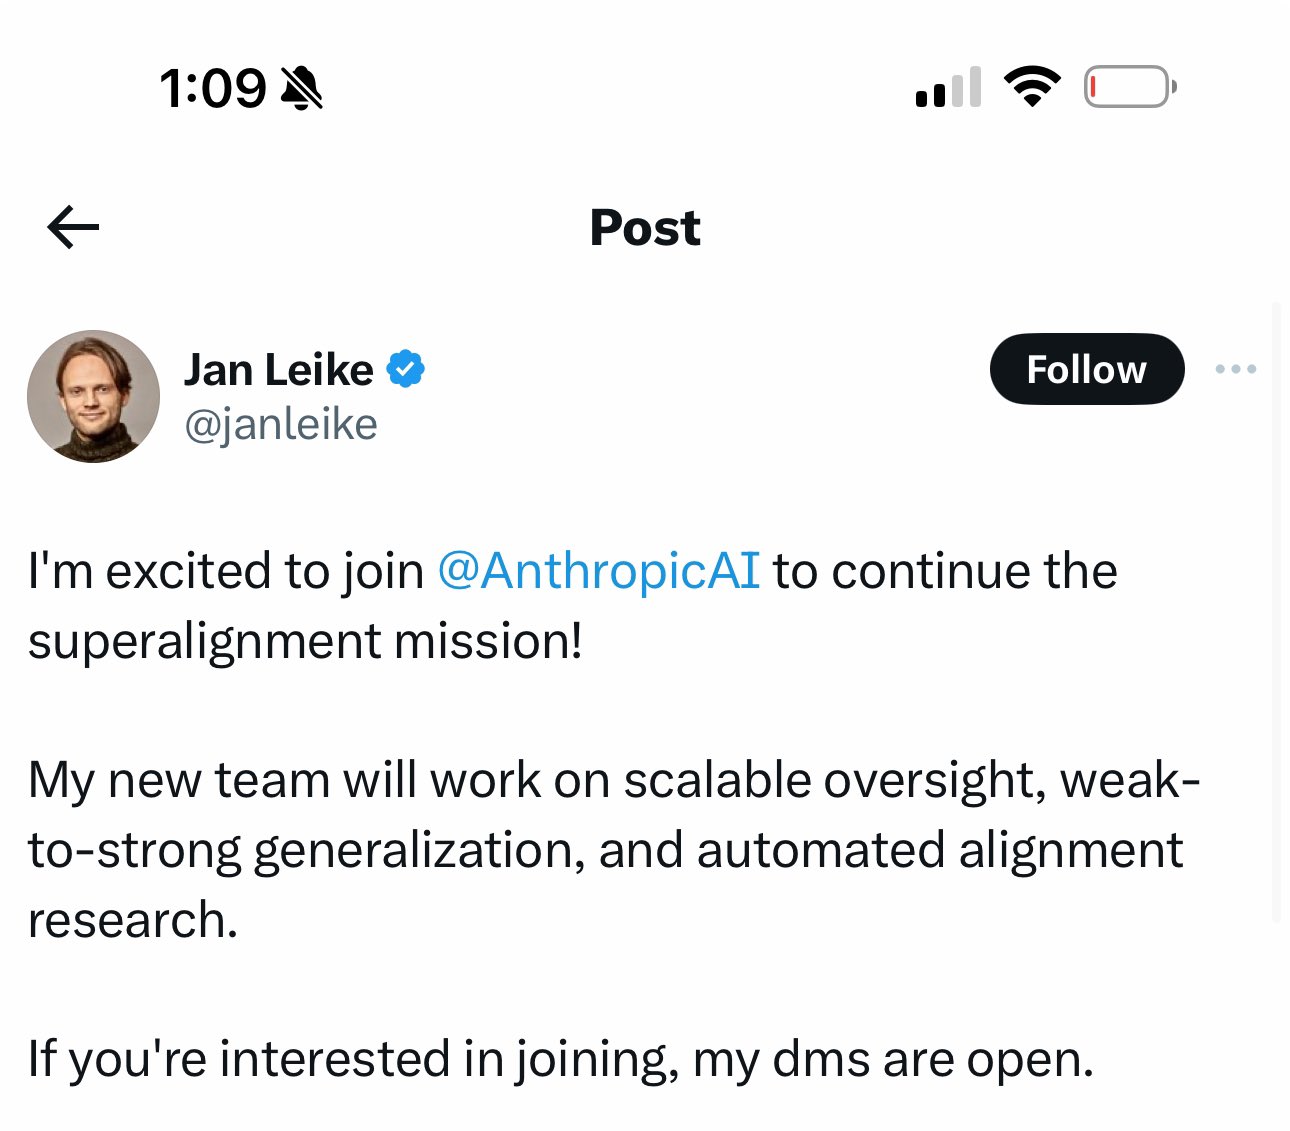 1:09
Post
Jan Leike
@janleike
Follow
I'm excited to join @AnthropicAI to continue the
superalignment mission!
My new team will work on scalable oversight, weak-
to-strong generalization, and automated alignment
research.
If you're interested in joining, my dms are open.